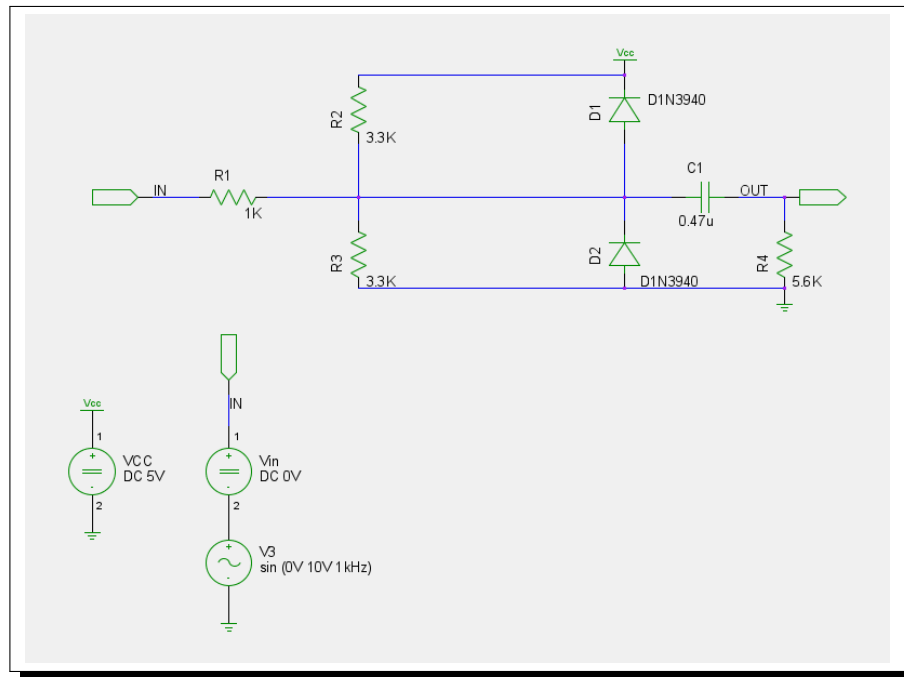 Vcc
D1
D1N3940
R2
3.3K
R1
C1
IN
1K
OUT
0.47u
R3
3.3K
D2
D1N3940
R4
5.6K
IN
Vcc
1
VCC
DC 5V
2
1
Vin
DC 0V
2
V3
sin (0V 10V 1kHz)